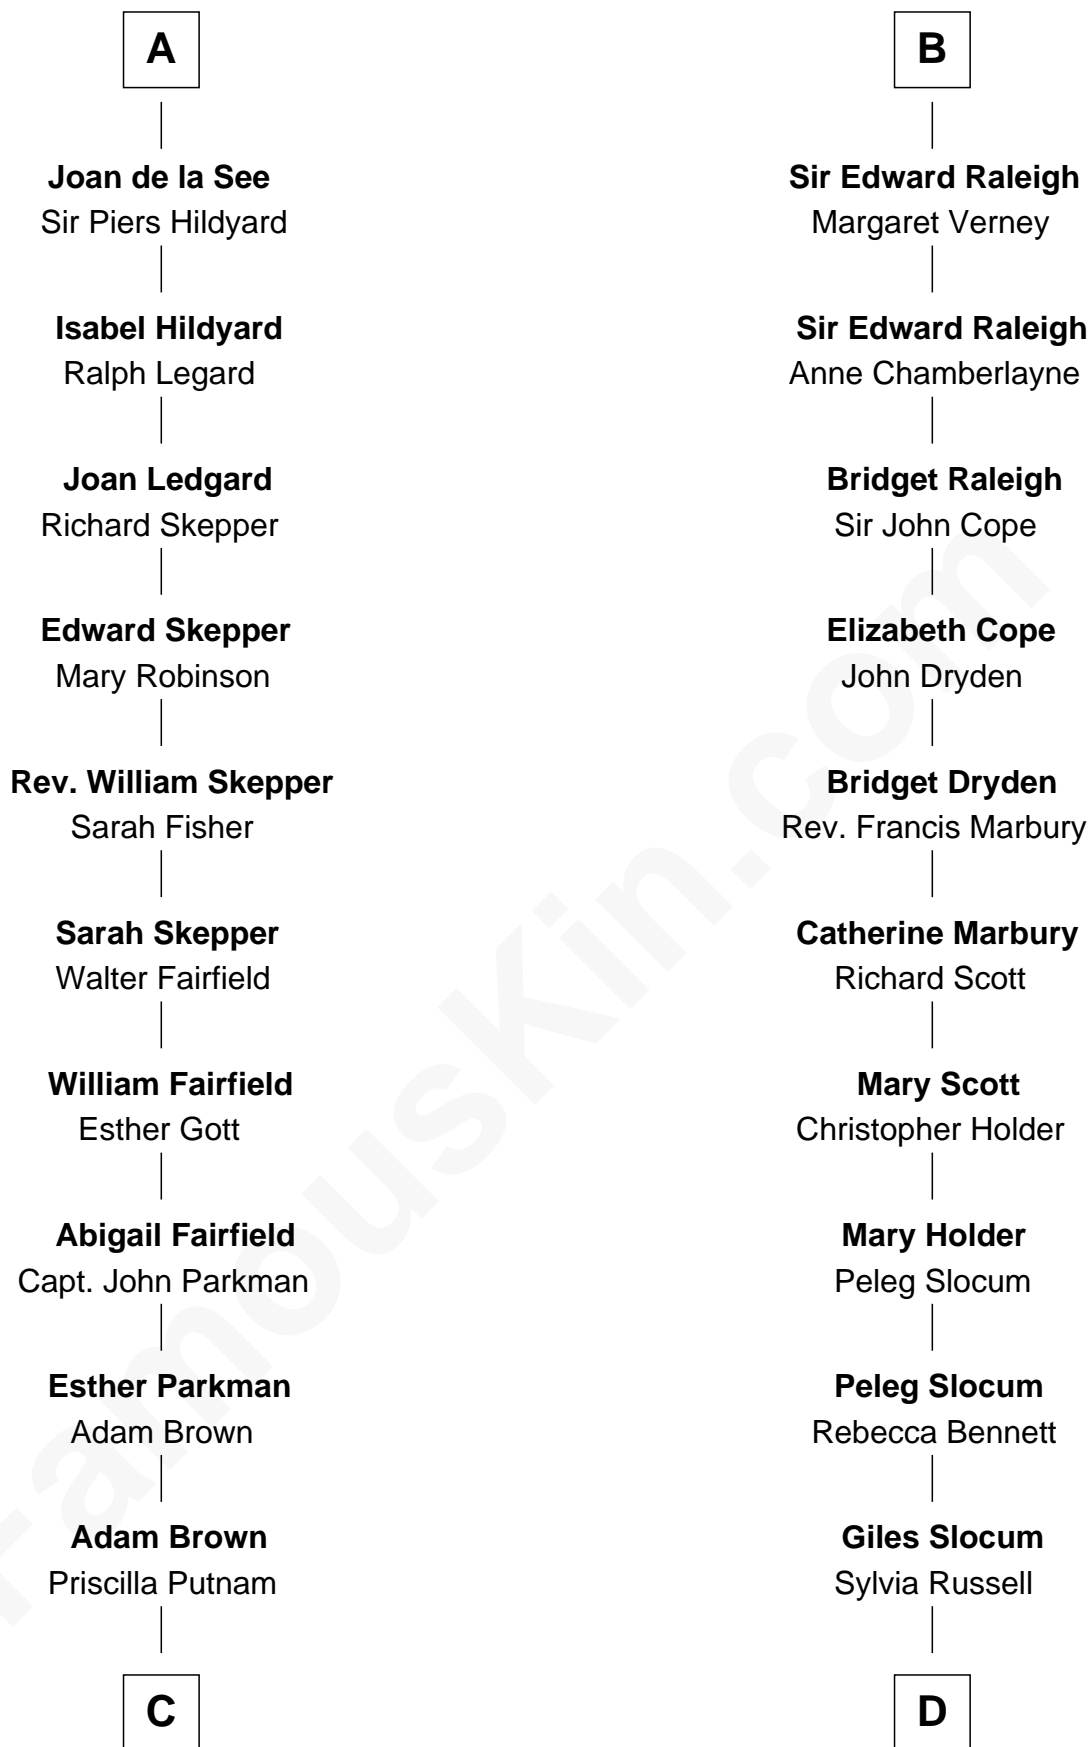 A
Joan de la See
Sir Piers Hildyard
Isabel Hildyard
Ralph Legard
Joan Ledgard
Richard Skepper
Edward Skepper
Mary Robinson
Rev. William Skepper
Sarah Fisher
Sarah Skepper
Walter Fairfield
William Fairfield
Esther Gott
Abigail Fairfield
Capt. John Parkman
Esther Parkman
Adam Brown
Adam Brown
Priscilla Putnam
C
B
Sir Edward Raleigh
Margaret Verney
Sir Edward Raleigh
Anne Chamberlayne
Bridget Raleigh
Sir John Cope
Elizabeth Cope
John Dryden
Bridget Dryden
Rev. Francis Marbury
Catherine Marbury
Richard Scott
Mary Scott
Christopher Holder
Mary Holder
Peleg Slocum
Peleg Slocum
Rebecca Bennett
Giles Slocum
Sylvia Russell
D
FamousKin.com